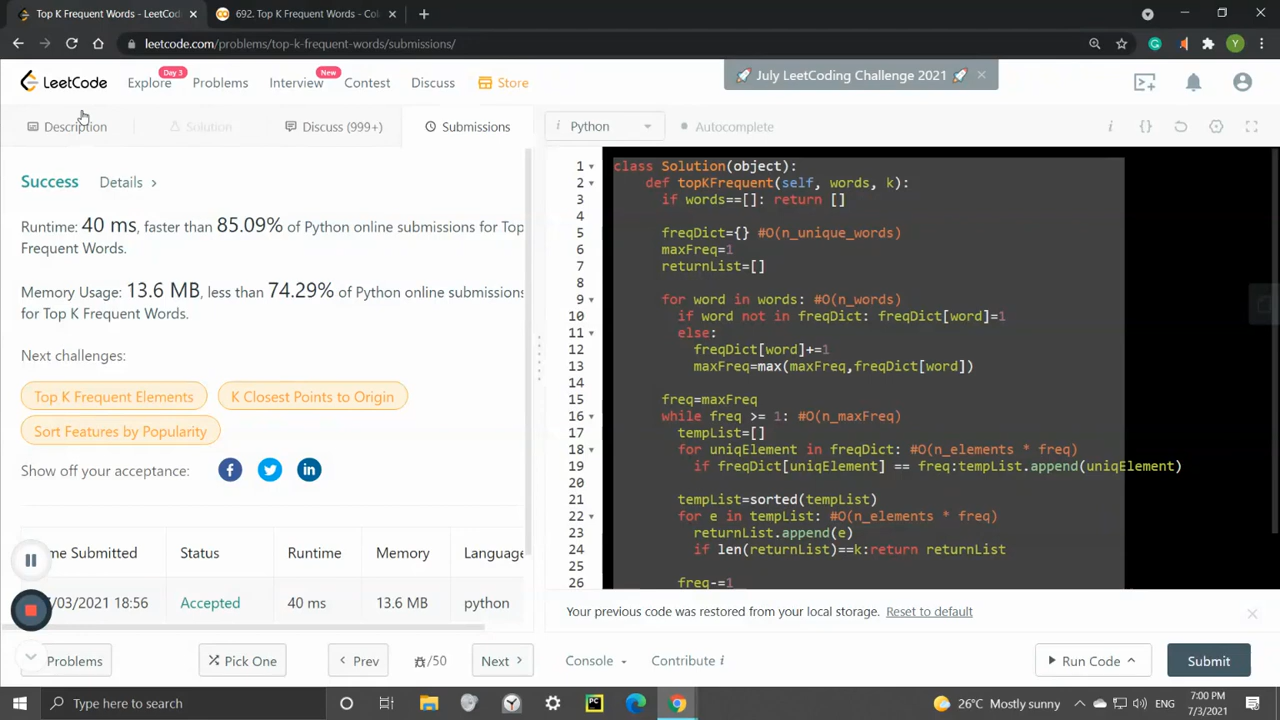 Top K Frequent Words - LeetCod
692. Top K Frequent Words - Col
leetcode.com/problems/top-k-frequent-words/submissions/
Y
LeetCode
Explore
Day 3
Problems
Interview
New
Contest
Discuss
Store
🚀 July LeetCoding Challenge 2021 🚀
Description
Solution
Discuss (999+)
Submissions
i Python
Autocomplete
Success Details >
Runtime: 40 ms, faster than 85.09% of Python online submissions for Top
Frequent Words.
Memory Usage: 13.6 MB, less than 74.29% of Python online submissions
for Top K Frequent Words.
Next challenges:
Top K Frequent Elements
K Closest Points to Origin
Sort Features by Popularity
Show off your acceptance:
me Submitted Status Runtime Memory Language
/03/2021 18:56 Accepted 40 ms 13.6 MB python
1 class Solution(object):
2 def topKFrequent(self, words, k):
3 if words==[]: return []
4
5 freqDict={} #O(n_unique_words)
6 maxFreq=1
7 returnList=[]
8
9 for word in words: #O(n_words)
10 if word not in freqDict: freqDict[word]=1
11 else:
12 freqDict[word]+=1
13 maxFreq=max(maxFreq,freqDict[word])
14
15 freq=maxFreq
16 while freq >= 1: #O(n_maxFreq)
17 tempList=[]
18 for uniqElement in freqDict: #O(n_elements * freq)
19 if freqDict[uniqElement] == freq:tempList.append(uniqElement)
20
21 tempList=sorted(tempList)
22 for e in tempList: #O(n_elements * freq)
23 returnList.append(e)
24 if len(returnList)==k:return returnList
25
26 freq-=1
Your previous code was restored from your local storage. Reset to default
Problems
Pick One
Prev
/50
Next
Console
Contribute i
Run Code
Submit
Type here to search
26°C Mostly sunny
ENG
7:00 PM
7/3/2021